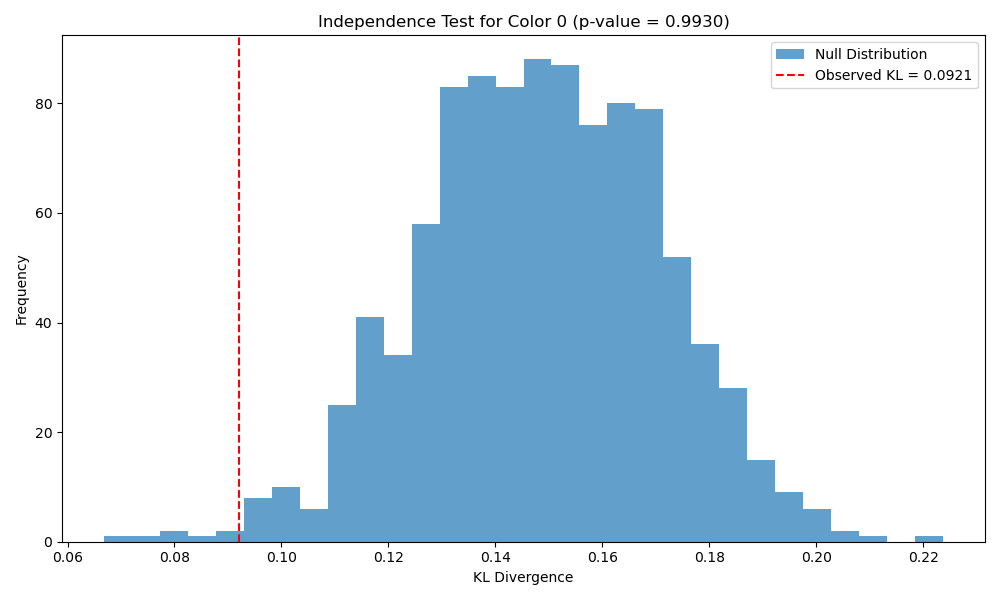 Independence Test for Color 0 (p-value = 0.9930)
Null Distribution
Observed KL = 0.0921
Frequency
80
60
40
20
0
0.06 0.08 0.10 0.12 0.14 0.16 0.18 0.20 0.22
KL Divergence